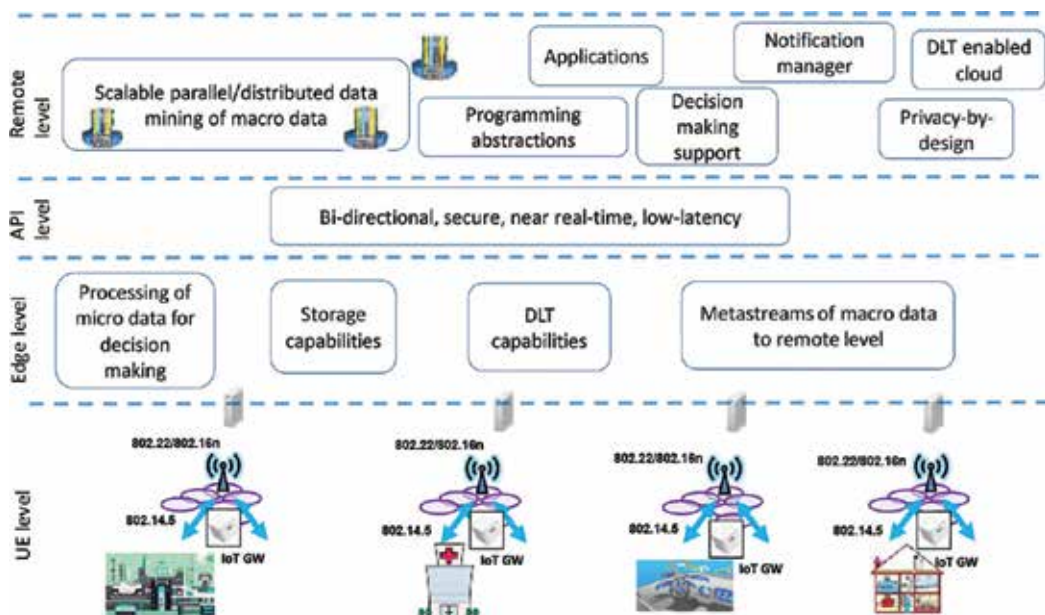 Remote
level
Scalable parallel/distributed data
mining of macro data
Applications
Notification
manager
DLT enabled
cloud
Programming
abstractions
Decision
making
support
Privacy-by-
design
API
level
Bi-directional, secure, near real-time, low-latency
Edge level
Processing of
micro data for
decision
making
Storage
capabilities
DLT
capabilities
Metastreams of macro data
to remote level
UE level
802.22/802.16n
802.14.5
IoT GW
802.22/802.16n
802.14.5
IoT GW
802.22/802.16n
802.14.5
IoT GW
802.22/802.16n
802.14.5
IoT GW